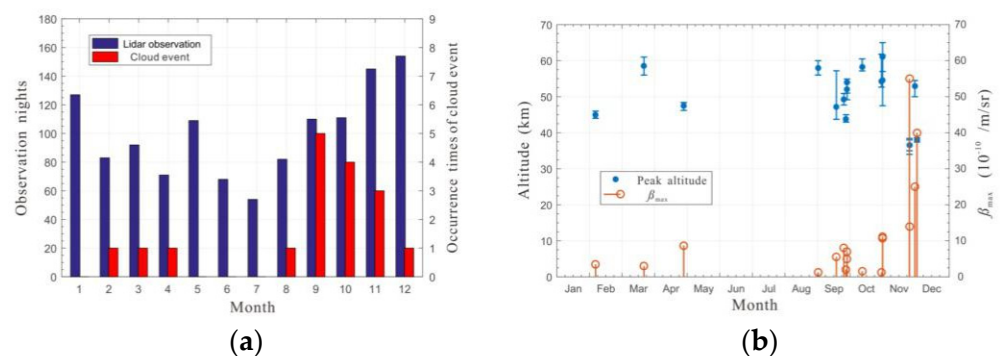 180
160
140
120
100
80
60
40
20
0
Observation nights
Lidar observation
Cloud event
9
8
7
6
5
4
3
2
1
0
Occurrence times of cloud event
1 2 3 4 5 6 7 8 9 10 11 12
Month
(a)
70
60
50
40
30
20
10
0
Altitude (km)
Peak altitude
βmax
70
60
50
40
30
20
10
0
βmax (10⁻¹⁰ /m/sr)
Jan Feb Mar Apr May Jun Jul Aug Sep Oct Nov Dec
Month
(b)